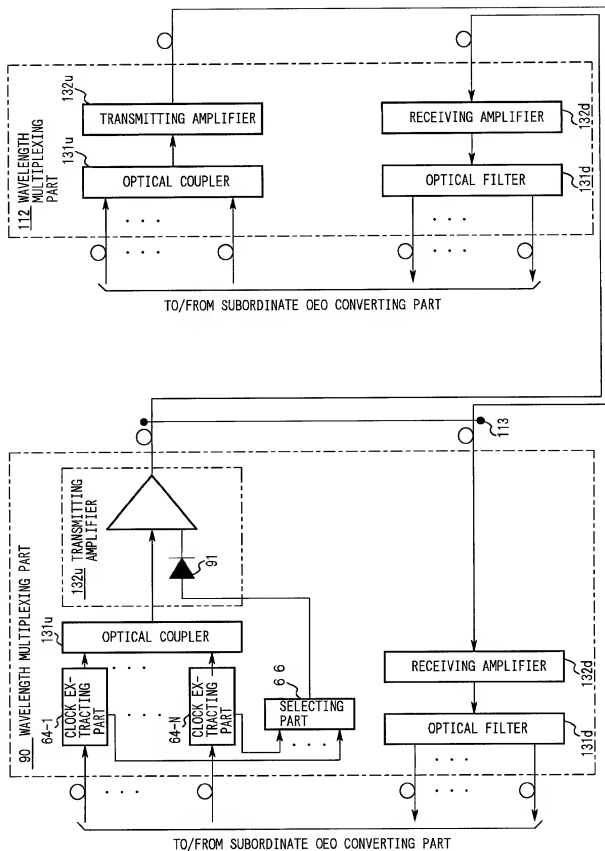 112 WAVELENGTH
MULTIPLEXING
PART
132u
TRANSMITTING AMPLIFIER
131u
OPTICAL COUPLER
. . .
. . .
RECEIVING AMPLIFIER
132d
OPTICAL FILTER
131d
. . .
. . .
TO/FROM SUBORDINATE OEO CONVERTING PART
90 WAVELENGTH MULTIPLEXING PART
132u TRANSMITTING
AMPLIFIER
91
113
131u
OPTICAL COUPLER
64-1
CLOCK EX-
TRACTING
PART
. . .
. . .
. . .
64-N
CLOCK EX-
TRACTING
PART
66
SELECTING
PART
. . .
RECEIVING AMPLIFIER
132d
OPTICAL FILTER
131d
. . .
. . .
TO/FROM SUBORDINATE OEO CONVERTING PART